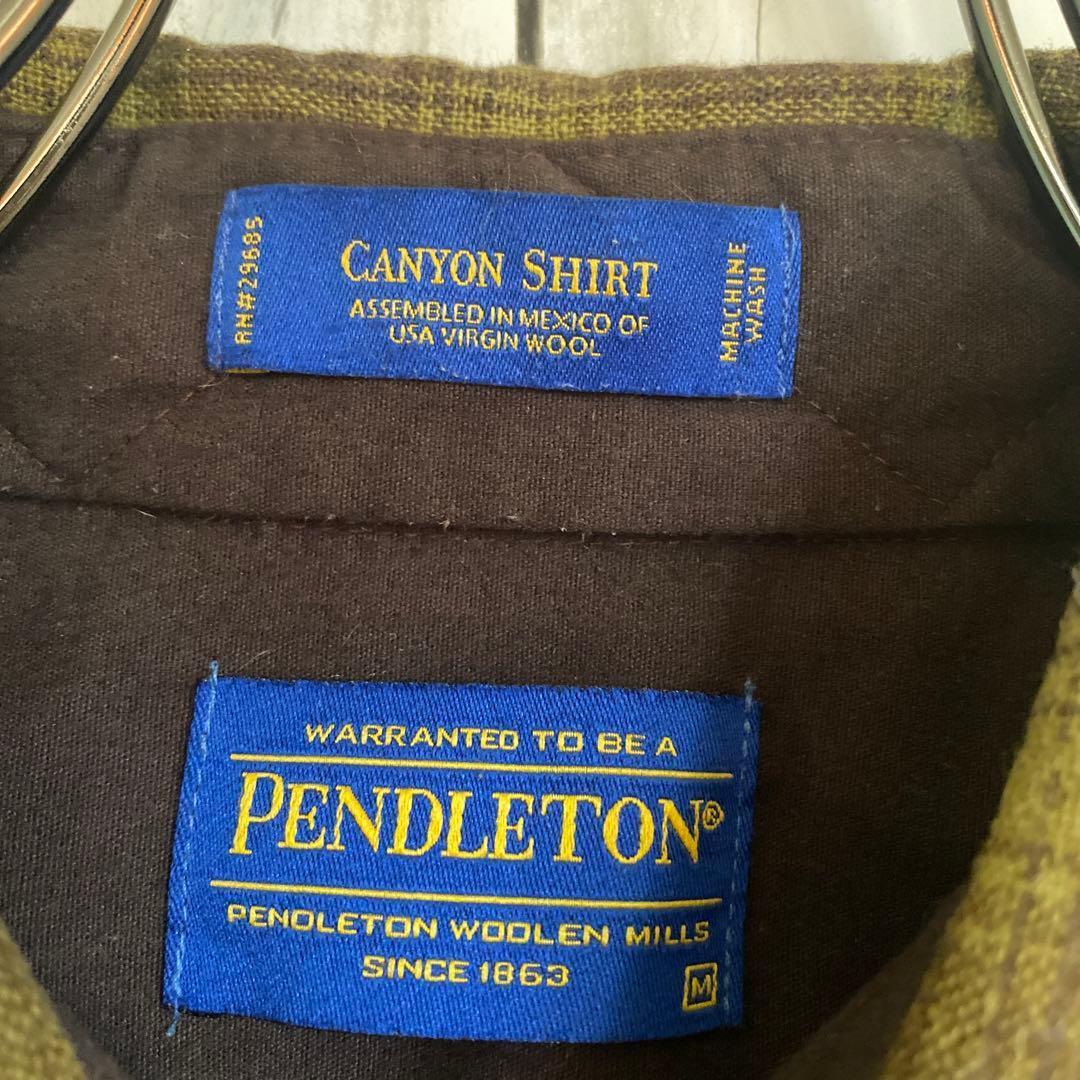 RN#29685
CANYON SHIRT
ASSEMBLED IN MEXICO OF
USA VIRGIN WOOL
MACHINE
WASH
WARRANTED TO BE A
PENDLETON®
PENDLETON WOOLEN MILLS
SINCE 1863
M